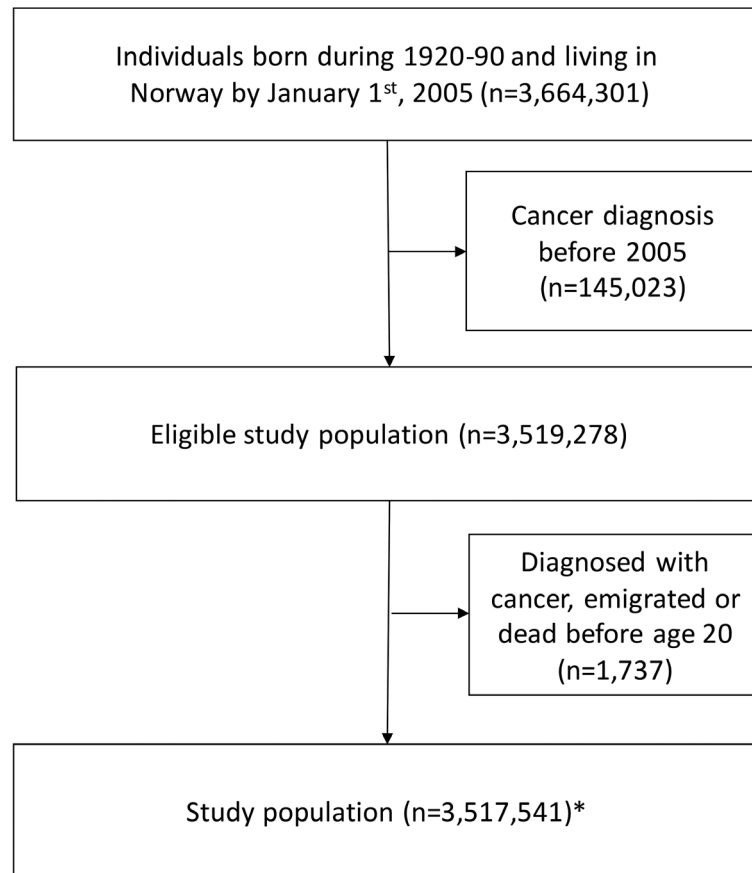 Individuals born during 1920-90 and living in
Norway by January 1st, 2005 (n=3,664,301)
Cancer diagnosis
before 2005
(n=145,023)
Eligible study population (n=3,519,278)
Diagnosed with
cancer, emigrated or
dead before age 20
(n=1,737)
Study population (n=3,517,541)*